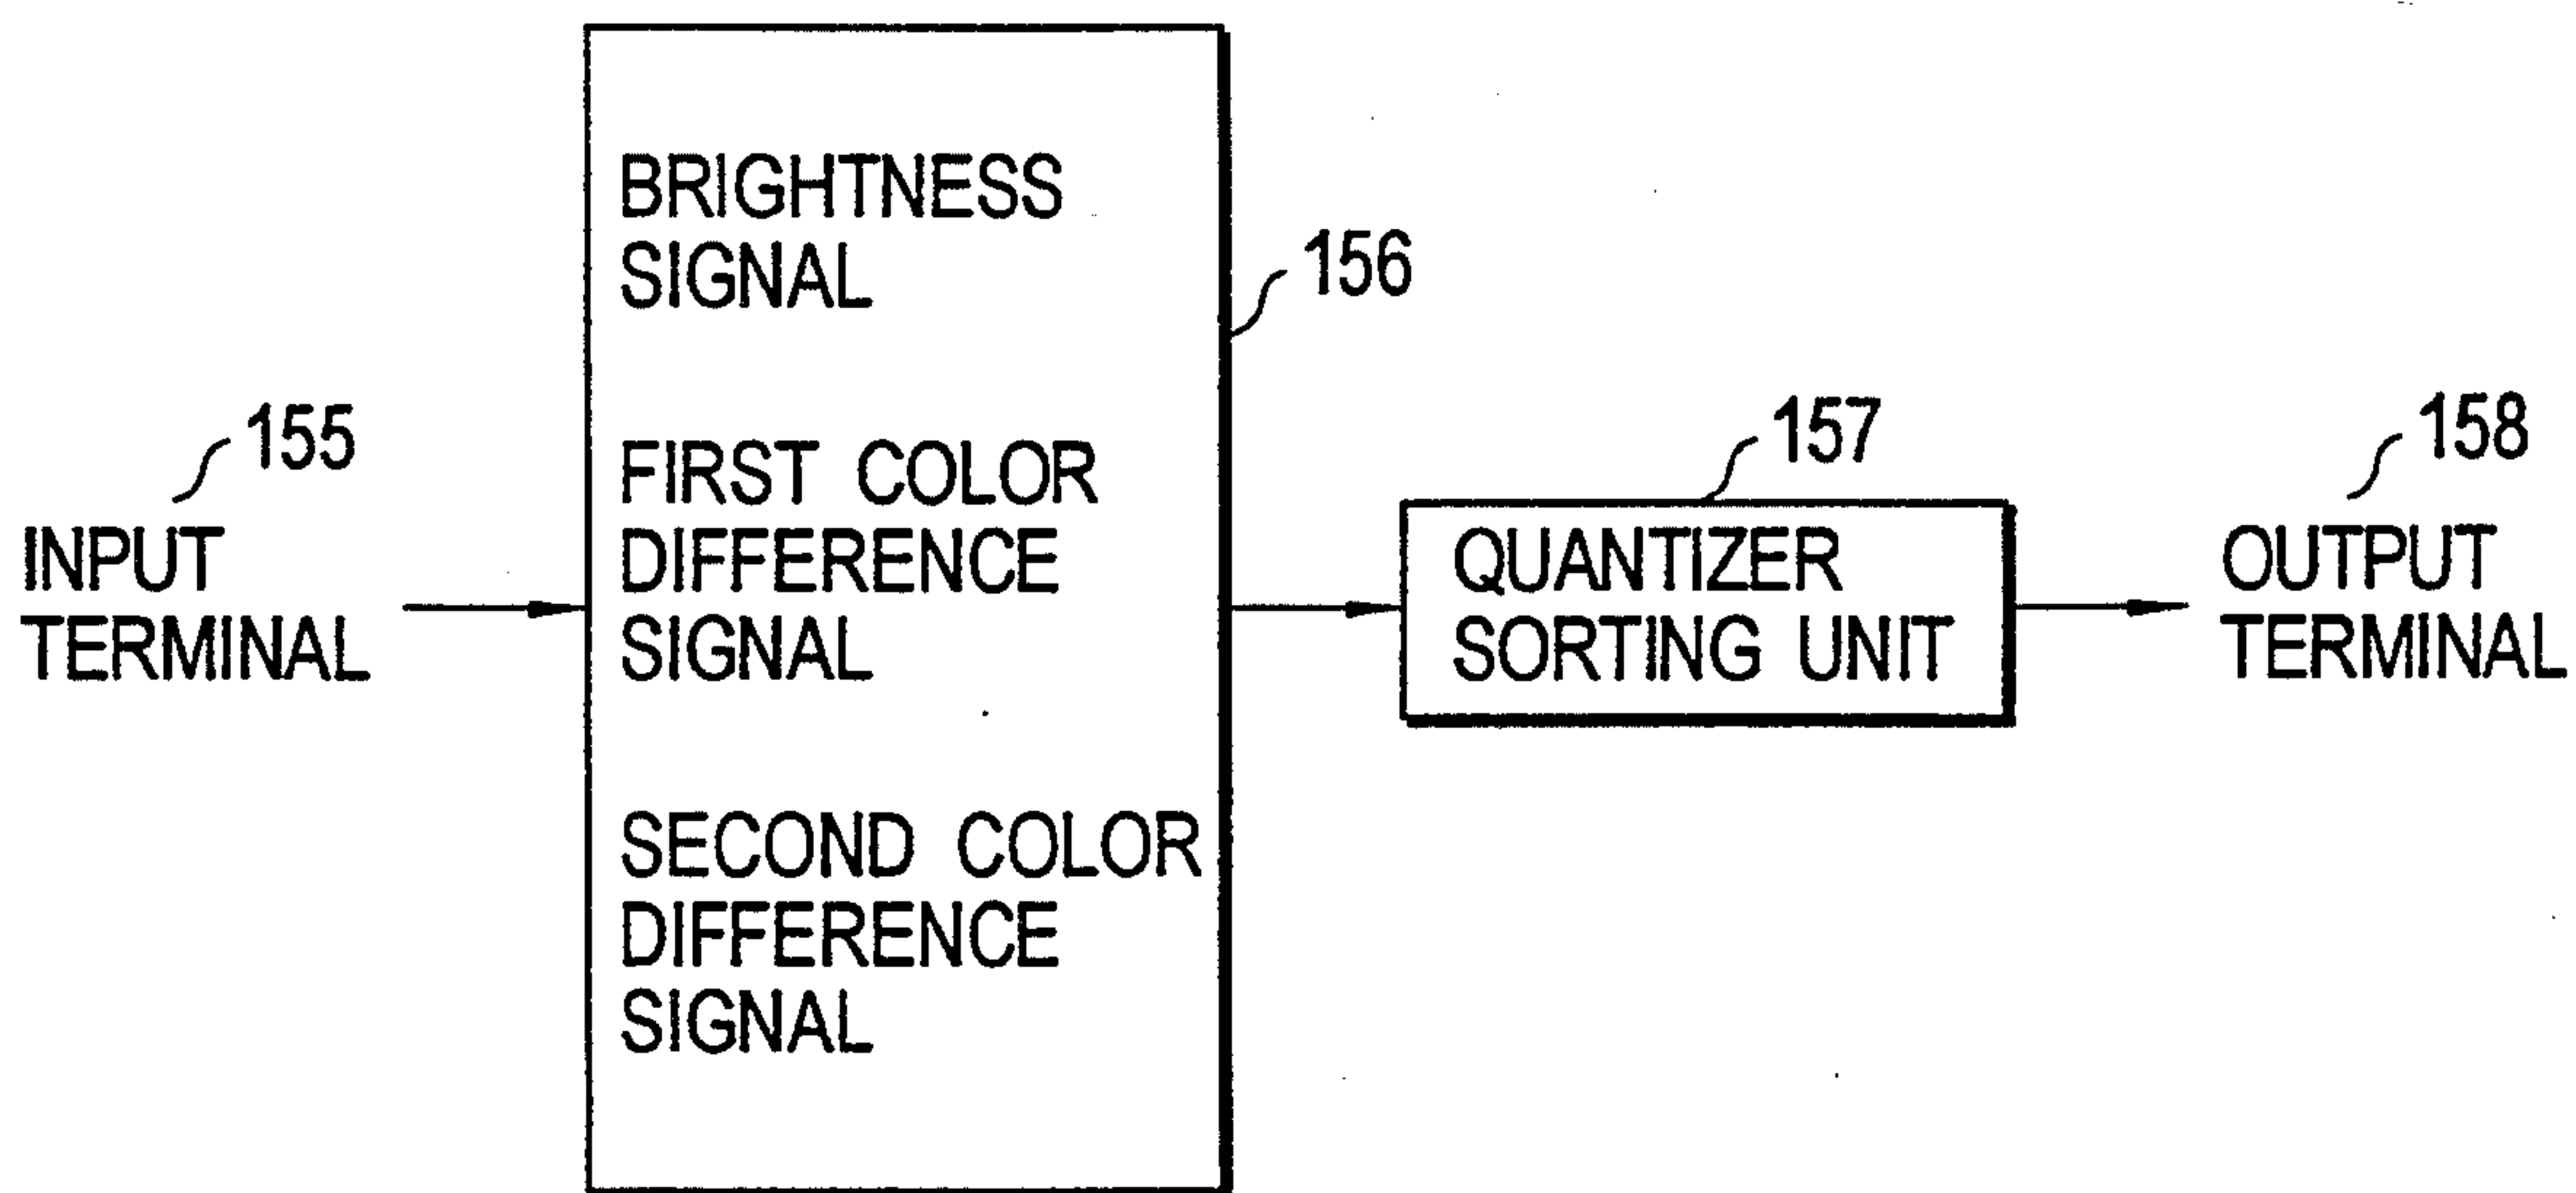 BRIGHTNESS
SIGNAL
156
155
FIRST COLOR
DIFFERENCE
SIGNAL
157
158
INPUT
TERMINAL
QUANTIZER
SORTING UNIT
OUTPUT
TERMINAL
SECOND COLOR
DIFFERENCE
SIGNAL